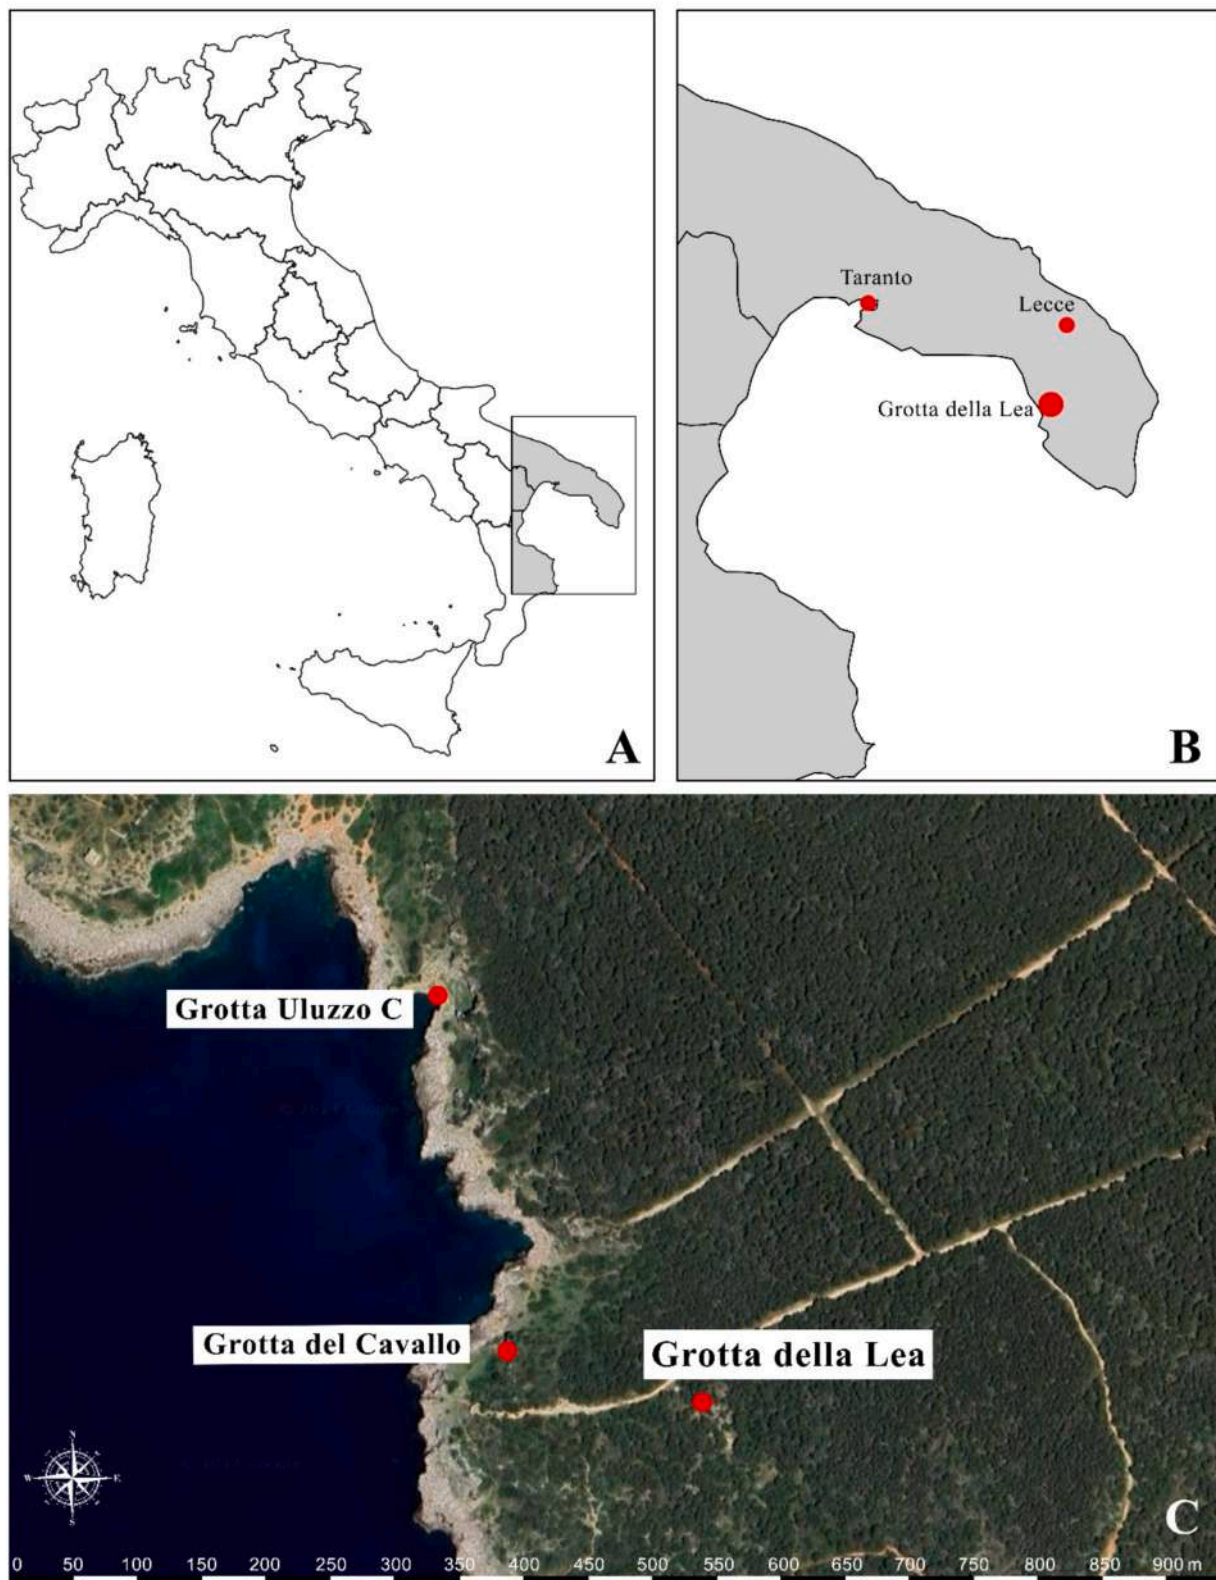 A
Taranto
Lecce
Grotta della Lea
B
Grotta Uluzzo C
Grotta del Cavallo
Grotta della Lea
N
W E
S
C
0 50 100 150 200 250 300 350 400 450 500 550 600 650 700 750 800 850 900 m